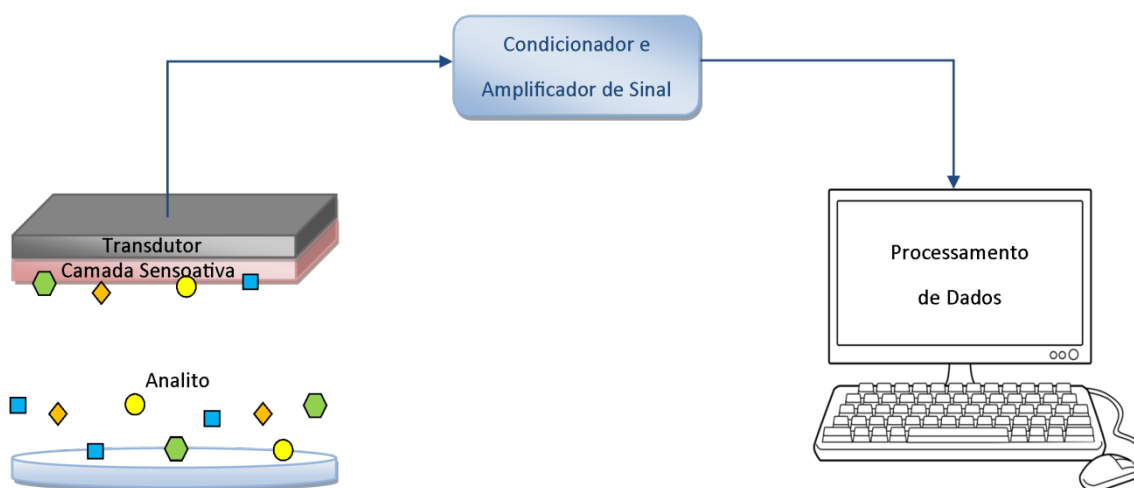 Condicionador e
Amplificador de Sinal
Transdutor
Camada Sensoativa
Analito
Processamento
de Dados